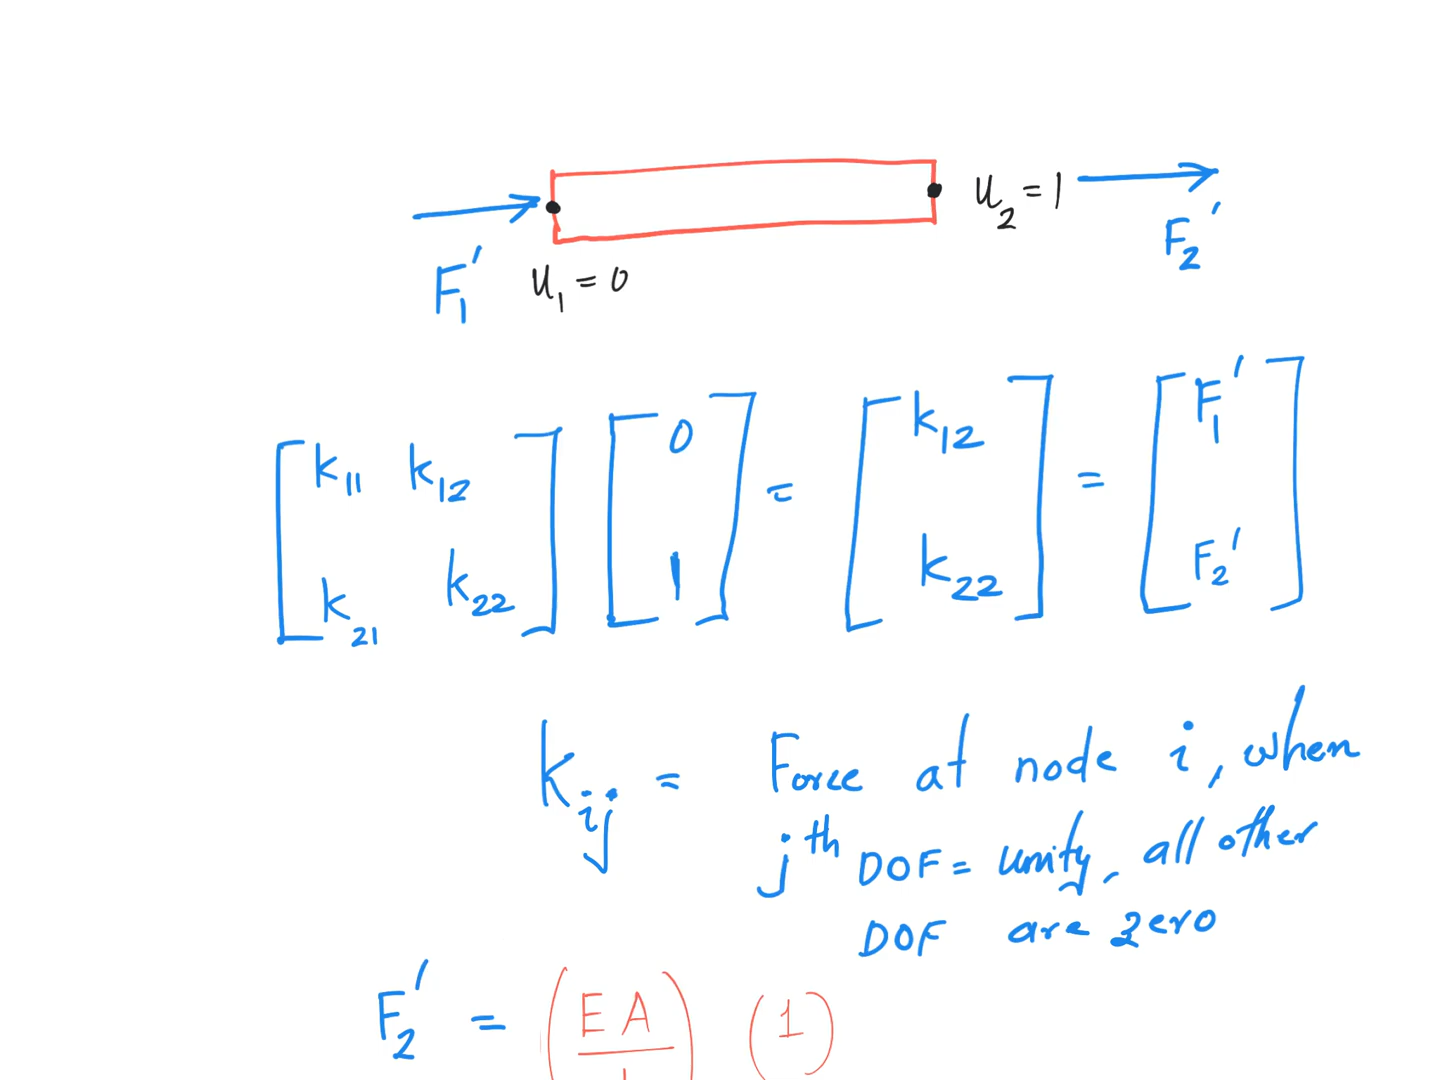 u₂ = 1
F₂'
F₁'
u₁ = 0
[k₁₁ k₁₂; k₂₁ k₂₂] [0; 1] = [k₁₂; k₂₂] = [F₁'; F₂']
kᵢⱼ = Force at node i, when
jᵗʰ DOF = unity, all other
DOF are zero
F₂' = (EA/L) (1)